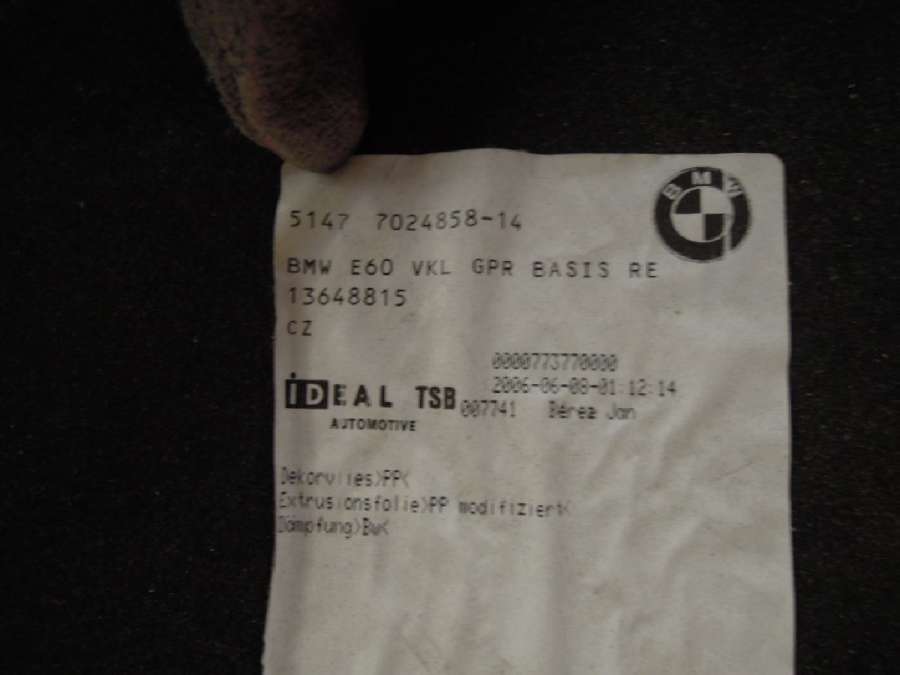 BMW
5147 7024858-14
BMW E60 VKL GPR BASIS RE
13648815
CZ
0000773770000
2006-06-08-01:12:14
IDEAL TSB 007741 Bérez Jan
AUTOMOTIVE
Dekorvlies>PP<
Extrusionsfolie>PP modifiziert<
Dämpfung>Bw<